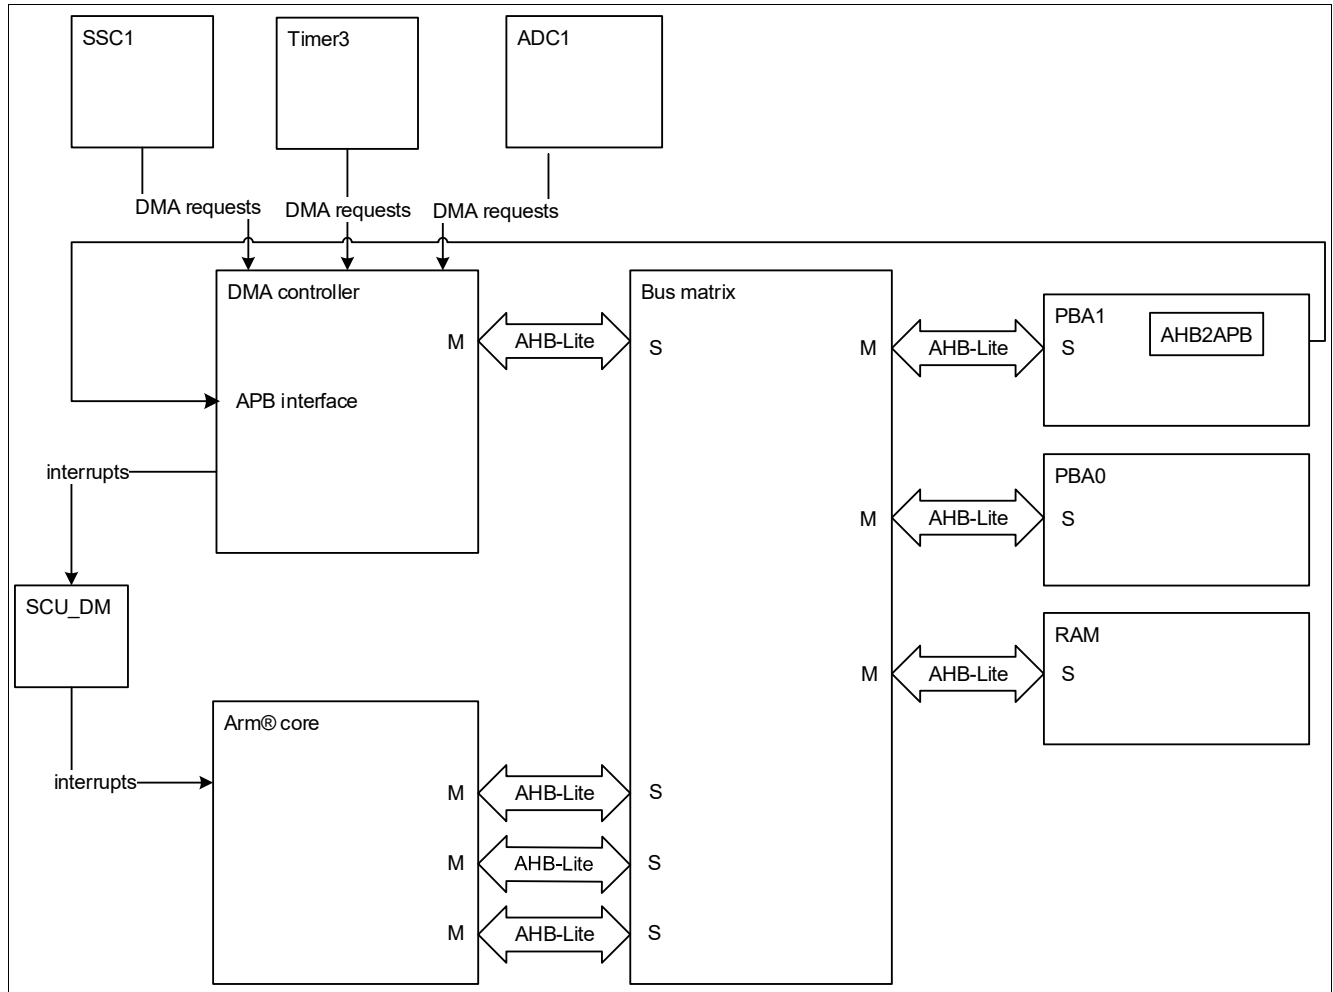 SSC1
Timer3
ADC1
DMA requests
DMA requests
DMA requests
DMA controller
M
APB interface
AHB-Lite
Bus matrix
S
M
AHB-Lite
PBA1
S
AHB2APB
interrupts
M
AHB-Lite
PBA0
S
SCU_DM
M
AHB-Lite
RAM
S
interrupts
Arm® core
M
AHB-Lite
S
M
AHB-Lite
S
M
AHB-Lite
S